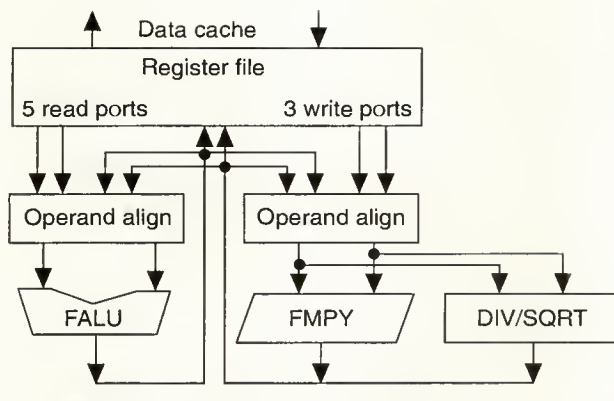 Data cache
Register file
5 read ports 3 write ports
Operand align Operand align
FALU FMPY DIV/SQRT